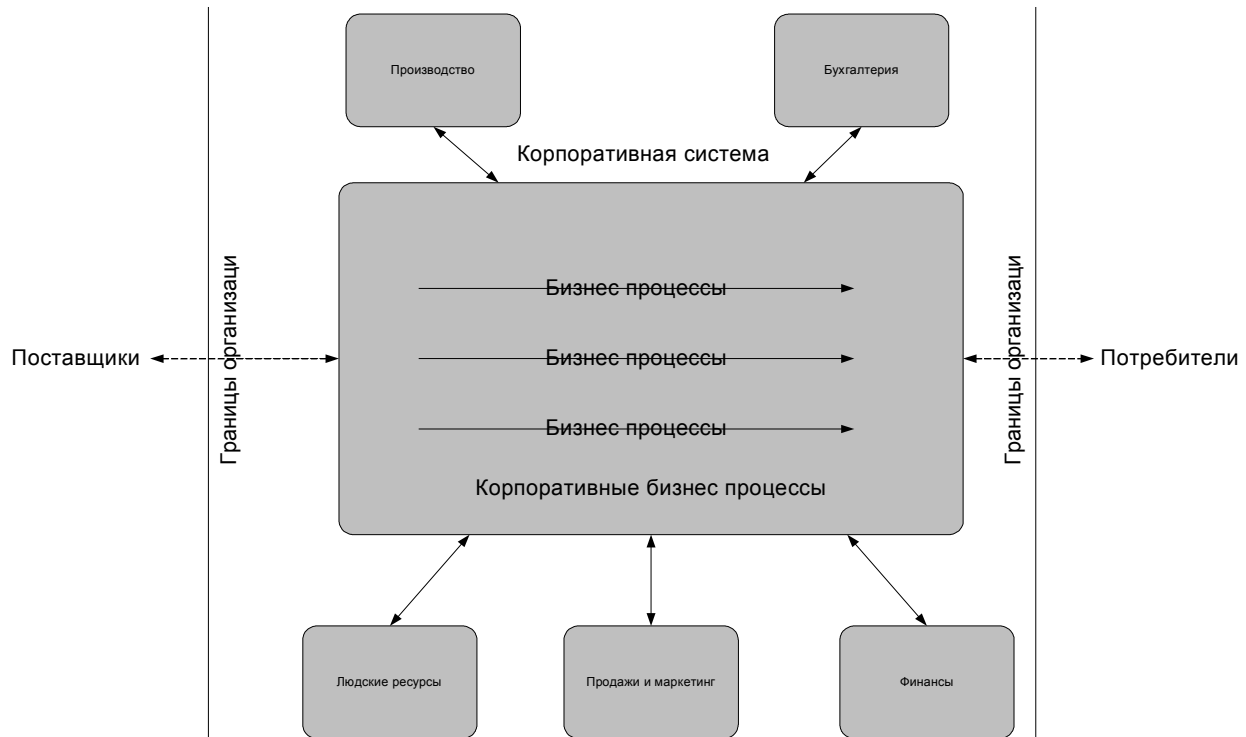 Производство
Бухгалтерия
Корпоративная система
Границы организаци
Границы организаци
Бизнес процессы
Поставщики
Бизнес процессы
Потребители
Бизнес процессы
Корпоративные бизнес процессы
Людские ресурсы
Продажи и маркетинг
Финансы